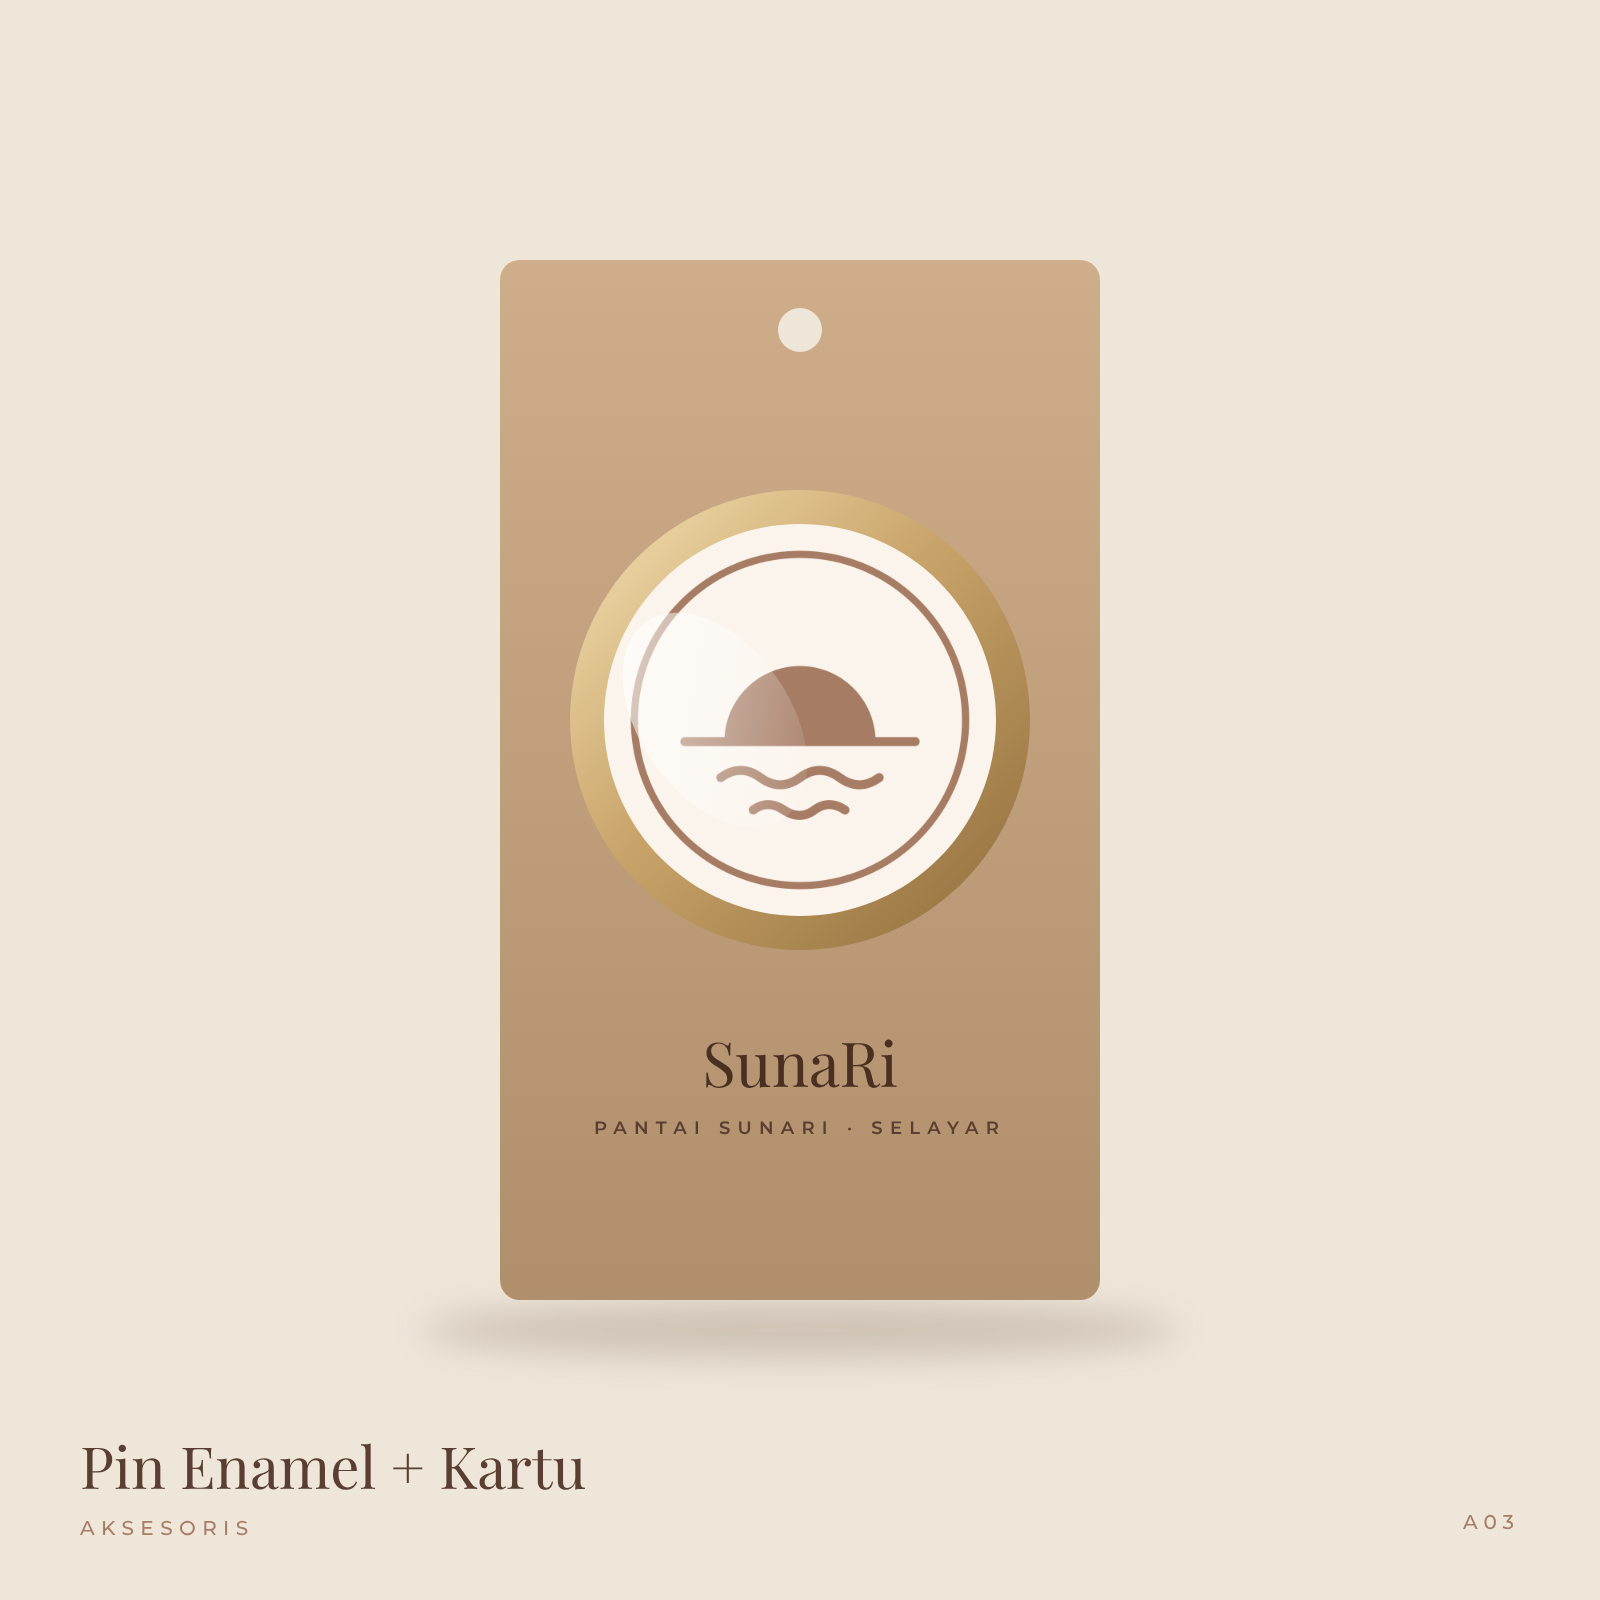 SunaRi
PANTAI SUNARI · SELAYAR
Pin Enamel + Kartu
AKSESORIS
A03